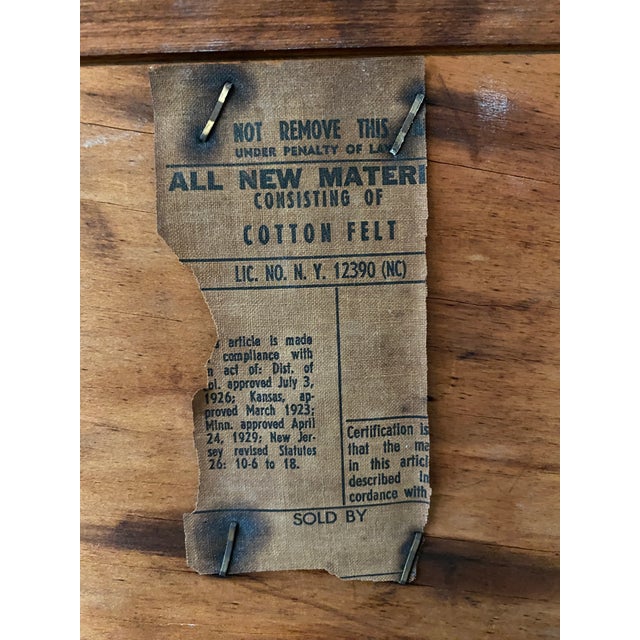 NOT REMOVE THIS
UNDER PENALTY OF LAW
ALL NEW MATERI
CONSISTING OF
COTTON FELT
LIC. NO. N. Y. 12390 (NC)
article is made
compliance with
n act of: Dist. of
ol. approved July 3,
1926; Kansas, ap-
proved March 1923;
Minn. approved April
24, 1929; New Jer-
sey revised Statutes
26: 10-6 to 18.
Certification is
that the ma
in this articl
described in
cordance with
SOLD BY